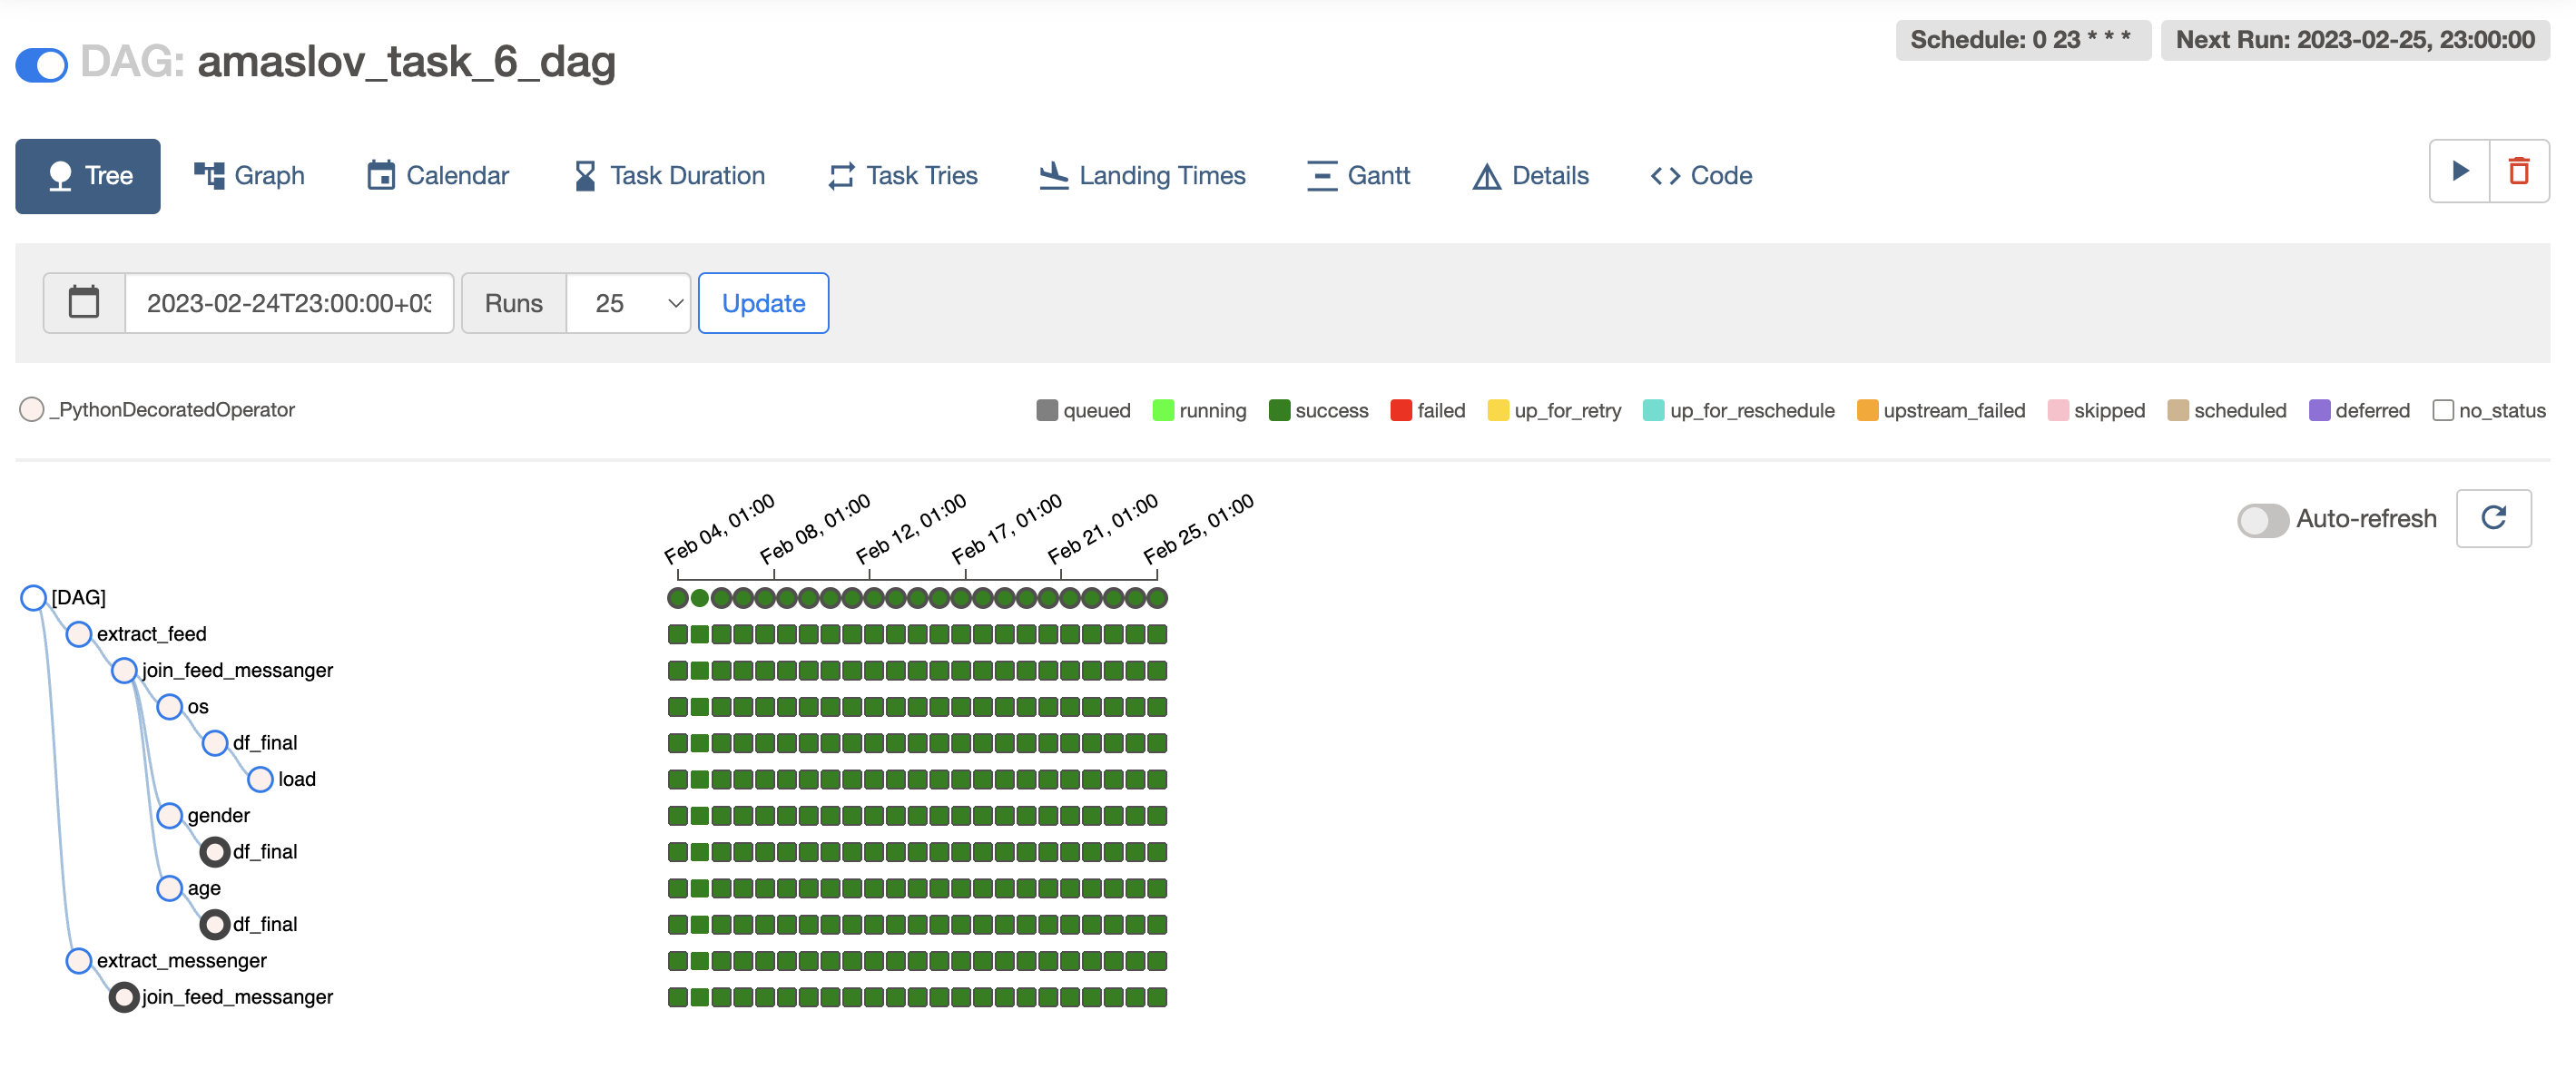 Schedule: 0 23 * * * Next Run: 2023-02-25, 23:00:00
DAG: amaslov_task_6_dag
Tree Graph Calendar Task Duration Task Tries Landing Times Gantt Details Code
2023-02-24T23:00:00+03 Runs 25 Update
_PythonDecoratedOperator queued running success failed up_for_retry up_for_reschedule upstream_failed skipped scheduled deferred no_status
Feb 04, 01:00 Feb 08, 01:00 Feb 12, 01:00 Feb 17, 01:00 Feb 21, 01:00 Feb 25, 01:00
Auto-refresh
[DAG]
extract_feed
join_feed_messanger
os
df_final
load
gender
df_final
age
df_final
extract_messenger
join_feed_messanger